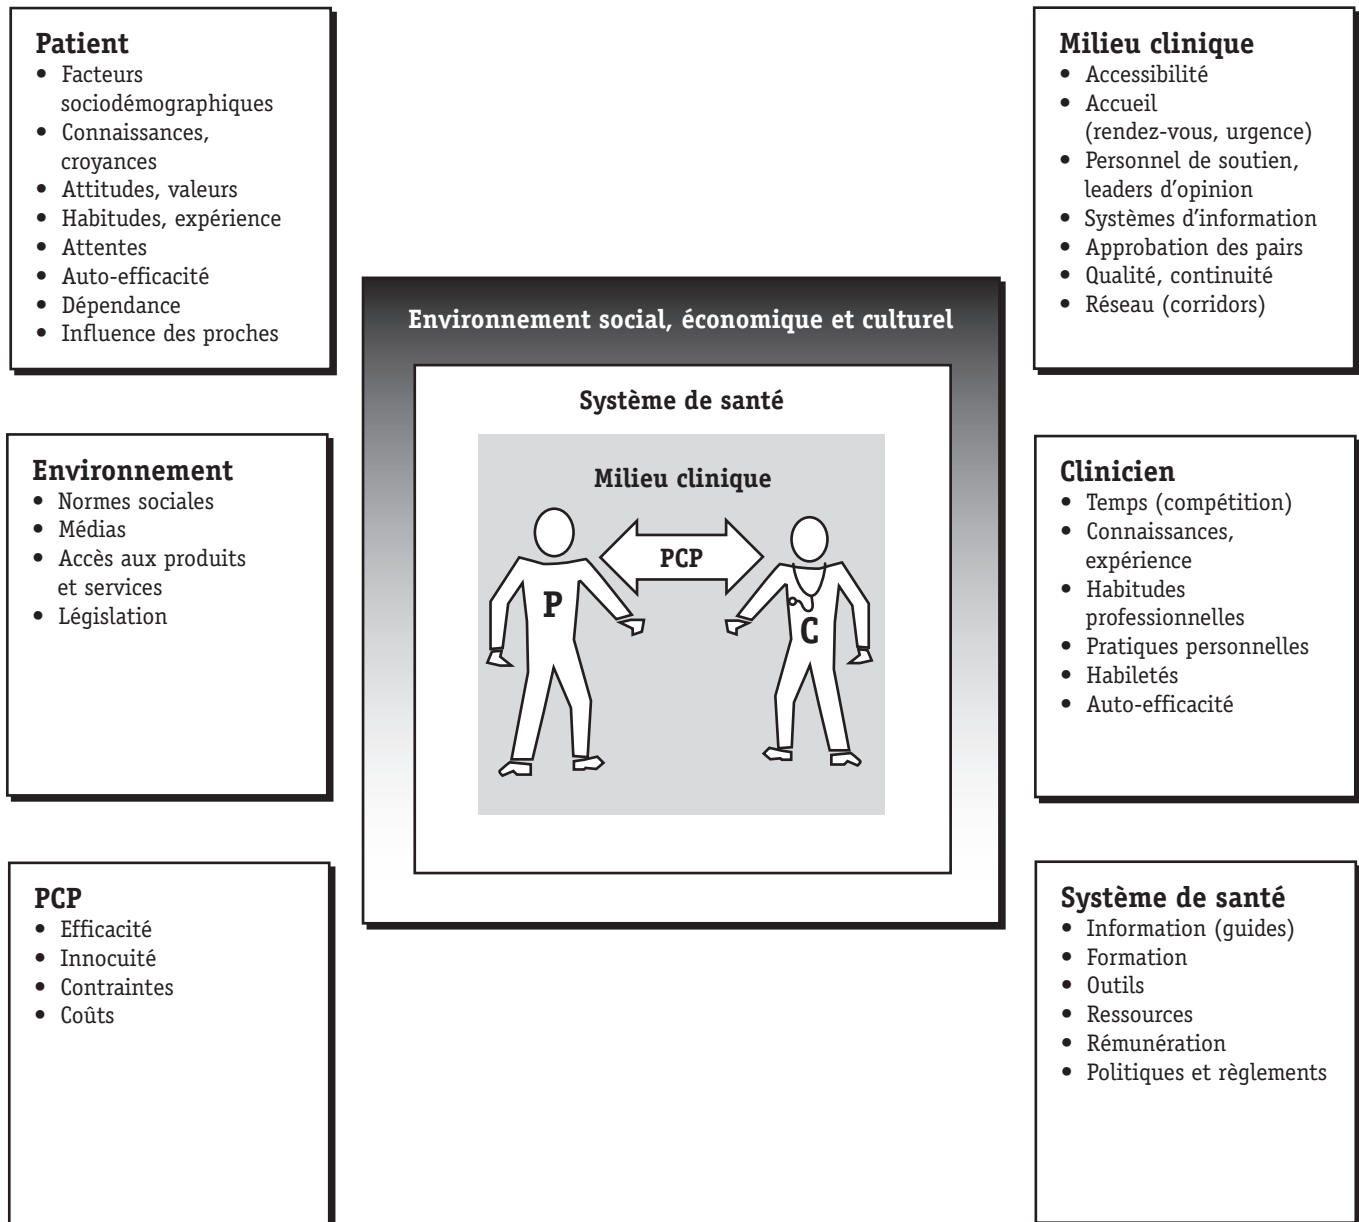 Patient
• Facteurs
sociodémographiques
• Connaissances,
croyances
• Attitudes, valeurs
• Habitudes, expérience
• Attentes
• Auto-efficacité
• Dépendance
• Influence des proches
Environnement
• Normes sociales
• Médias
• Accès aux produits
et services
• Législation
PCP
• Efficacité
• Innocuité
• Contraintes
• Coûts
Environnement social, économique et culturel
Système de santé
Milieu clinique
PCP
P
C
Milieu clinique
• Accessibilité
• Accueil
(rendez-vous, urgence)
• Personnel de soutien,
leaders d'opinion
• Systèmes d'information
• Approbation des pairs
• Qualité, continuité
• Réseau (corridors)
Clinicien
• Temps (compétition)
• Connaissances,
expérience
• Habitudes
professionnelles
• Pratiques personnelles
• Habiletés
• Auto-efficacité
Système de santé
• Information (guides)
• Formation
• Outils
• Ressources
• Rémunération
• Politiques et règlements